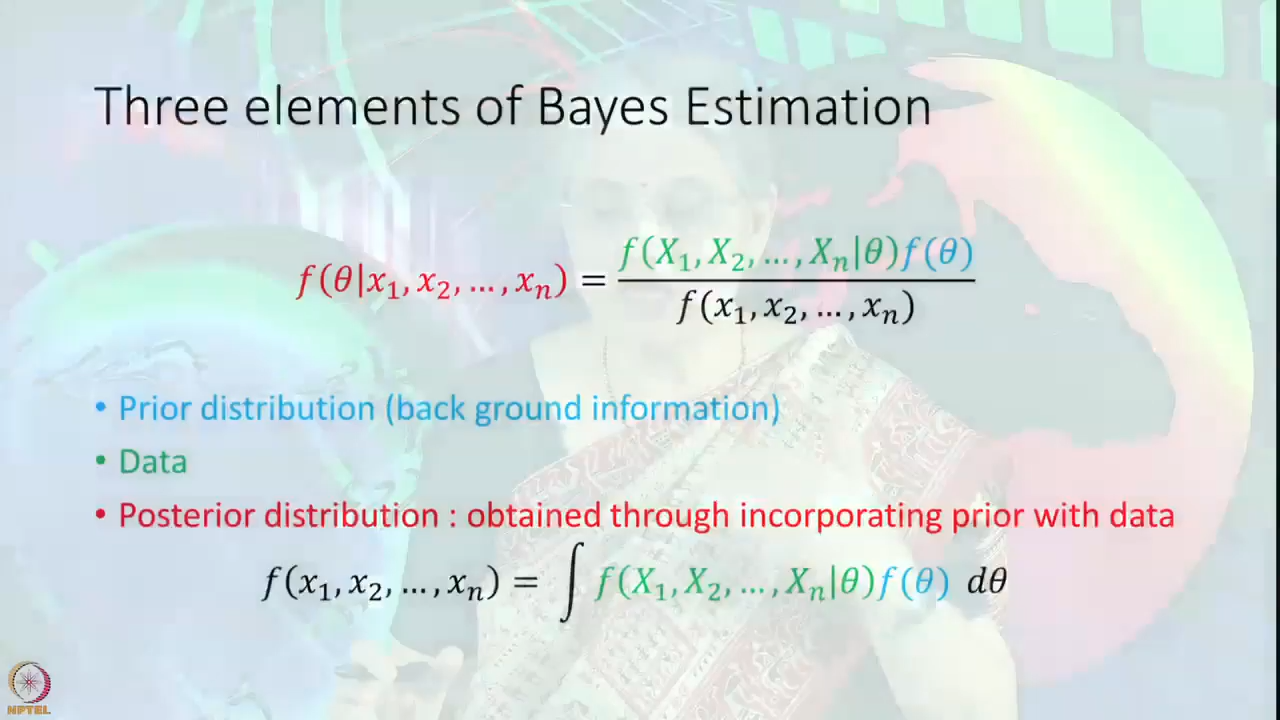 Three elements of Bayes Estimation
f(θ|x₁, x₂, …, xₙ) = f(X₁, X₂, …, Xₙ|θ)f(θ)
f(x₁, x₂, …, xₙ)
• Prior distribution (back ground information)
• Data
• Posterior distribution : obtained through incorporating prior with data
f(x₁, x₂, …, xₙ) = ∫ f(X₁, X₂, …, Xₙ|θ)f(θ) dθ
NPTEL